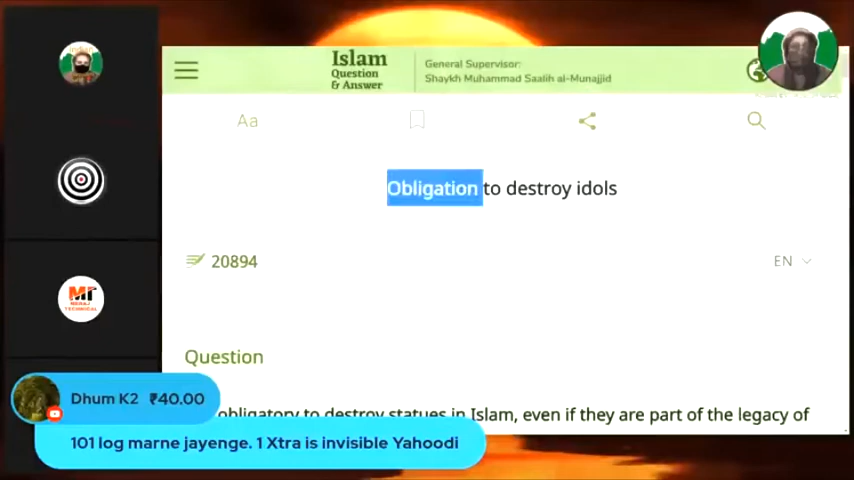 Islam
Question
& Answer
General Supervisor:
Shaykh Muhammad Saalih al-Munajjid
Aa
Obligation to destroy idols
20894
EN
Question
obligatory to destroy statues in Islam, even if they are part of the legacy of
MT
TECHNICAL
Dhum K2 ₹40.00
101 log marne jayenge. 1 Xtra is invisible Yahoodi